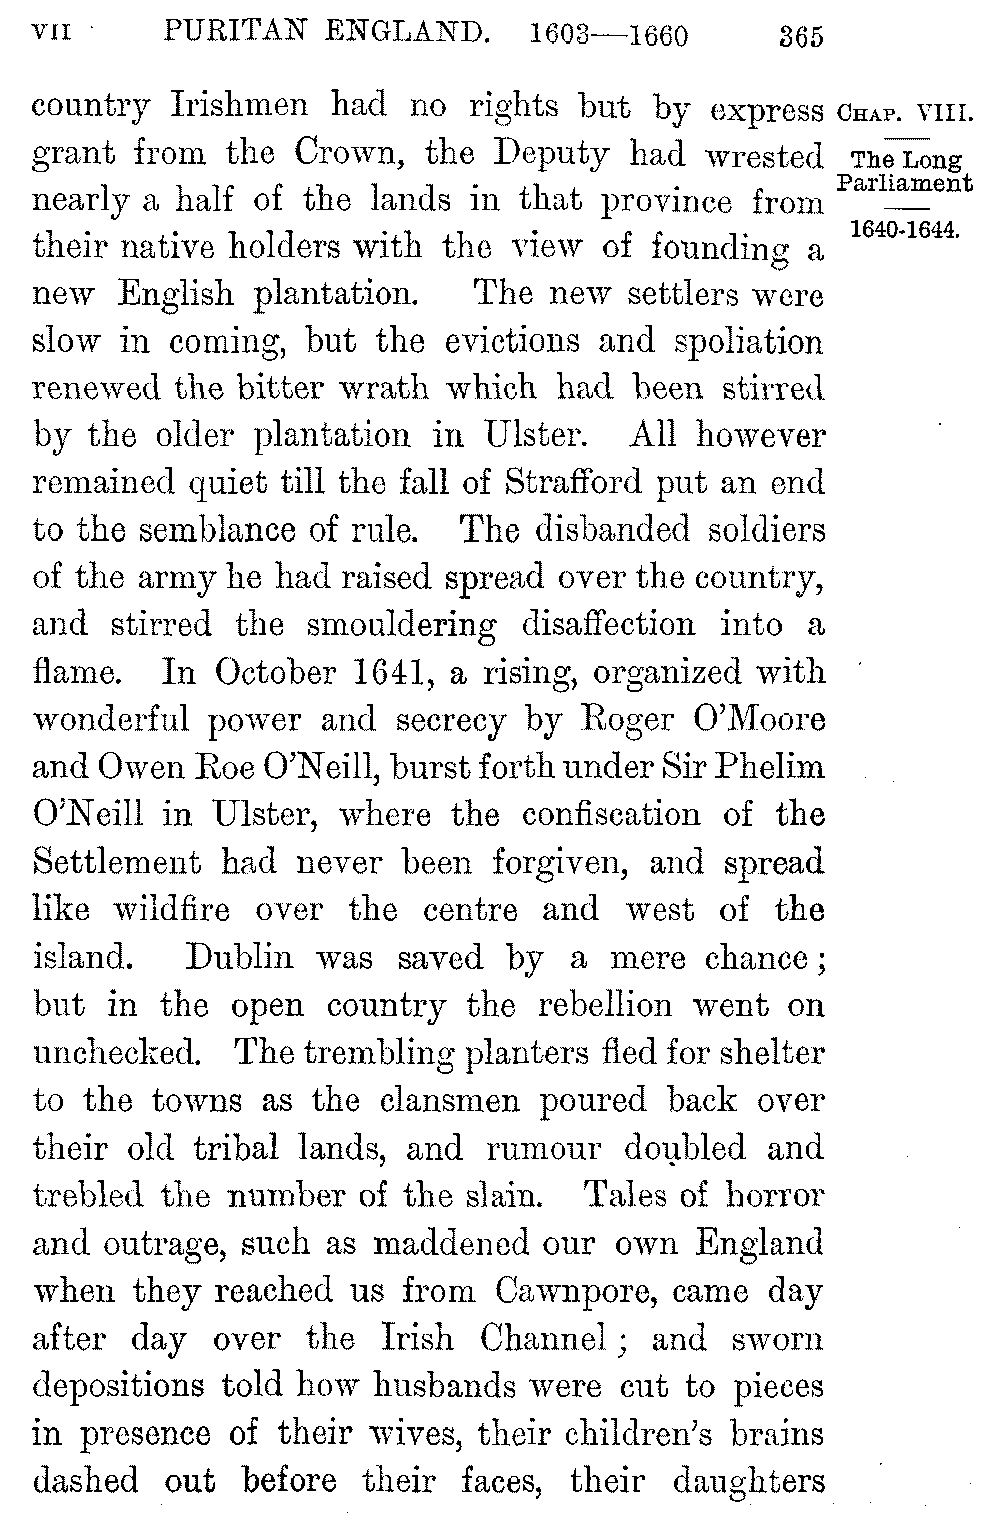 VII PURITAN ENGLAND. 1603—1660 365
country Irishmen had no rights but by express
grant from the Crown, the Deputy had wrested
nearly a half of the lands in that province from
their native holders with the view of founding a
new English plantation. The new settlers were
slow in coming, but the evictions and spoliation
renewed the bitter wrath which had been stirred
by the older plantation in Ulster. All however
remained quiet till the fall of Strafford put an end
to the semblance of rule. The disbanded soldiers
of the army he had raised spread over the country,
and stirred the smouldering disaffection into a
flame. In October 1641, a rising, organized with
wonderful power and secrecy by Roger O'Moore
and Owen Roe O'Neill, burst forth under Sir Phelim
O'Neill in Ulster, where the confiscation of the
Settlement had never been forgiven, and spread
like wildfire over the centre and west of the
island. Dublin was saved by a mere chance;
but in the open country the rebellion went on
unchecked. The trembling planters fled for shelter
to the towns as the clansmen poured back over
their old tribal lands, and rumour doubled and
trebled the number of the slain. Tales of horror
and outrage, such as maddened our own England
when they reached us from Cawnpore, came day
after day over the Irish Channel; and sworn
depositions told how husbands were cut to pieces
in presence of their wives, their children's brains
dashed out before their faces, their daughters
CHAP. VIII.
The Long
Parliament
1640-1644.